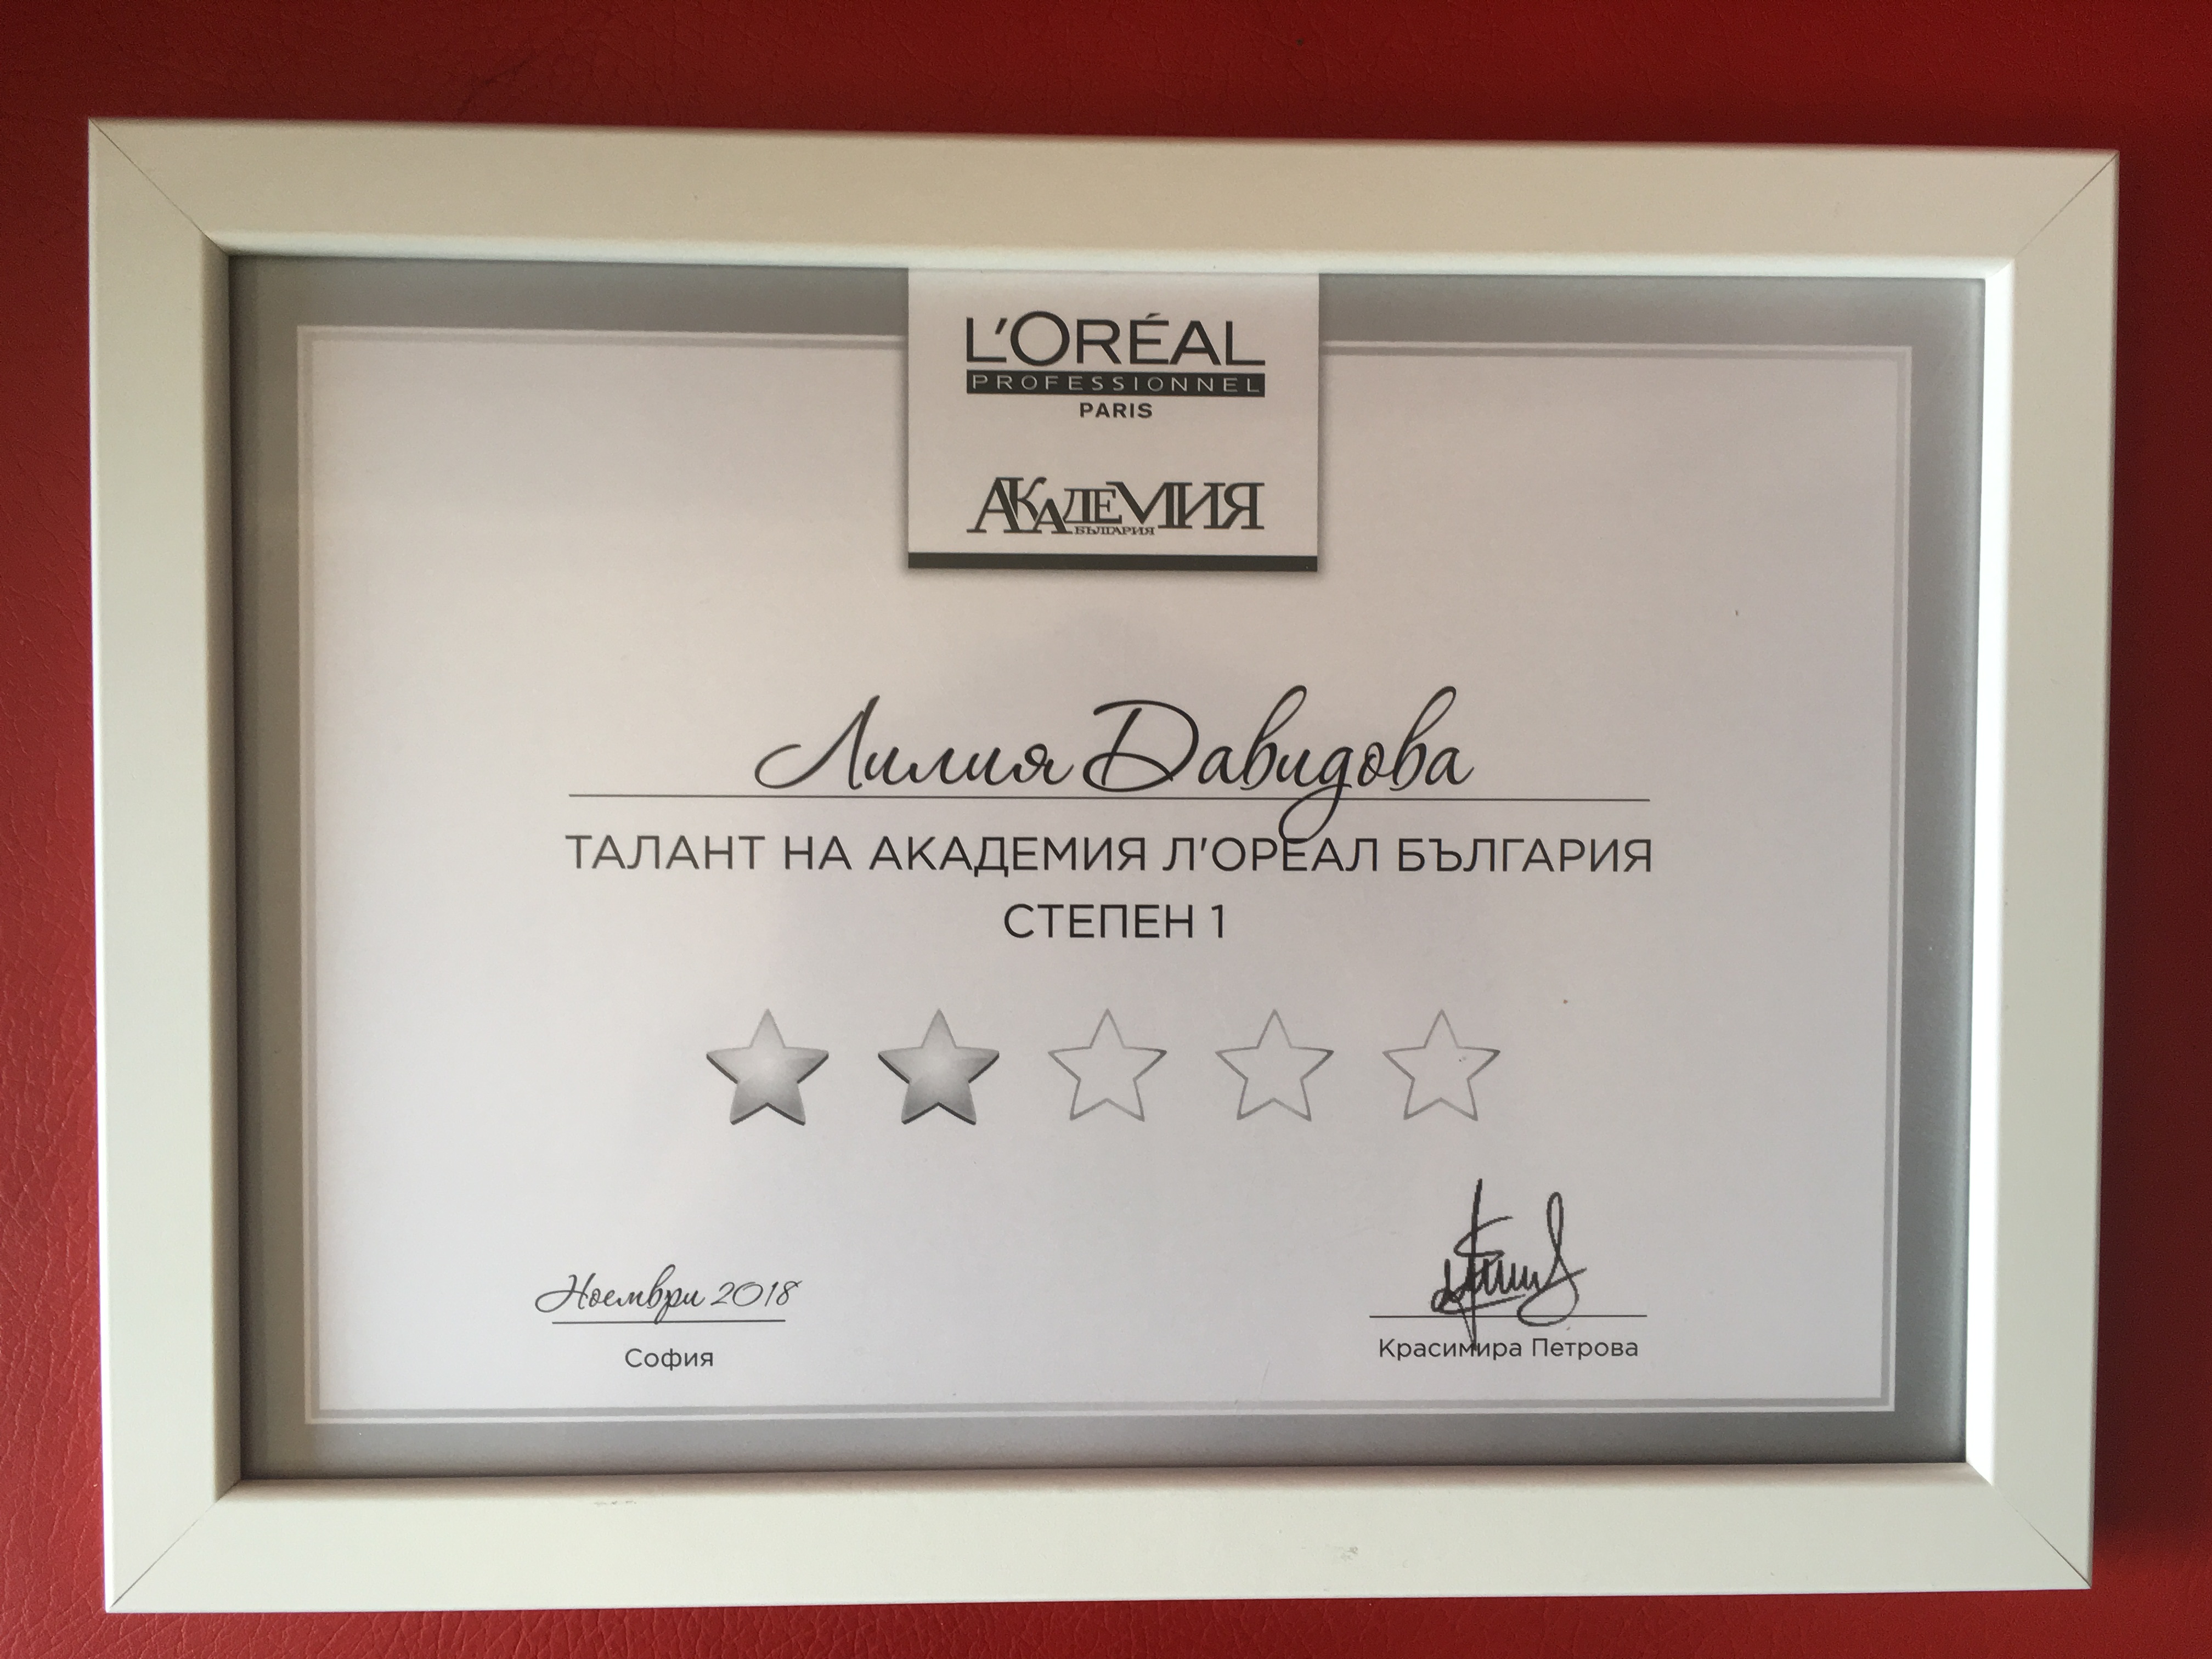 L'ORÉAL
PROFESSIONNEL
PARIS
АКАДЕМИЯ
БЪЛГАРИЯ
Лилия Давидова
ТАЛАНТ НА АКАДЕМИЯ Л'ОРЕАЛ БЪЛГАРИЯ
СТЕПЕН 1
Ноември 2018
София
Красимира Петрова